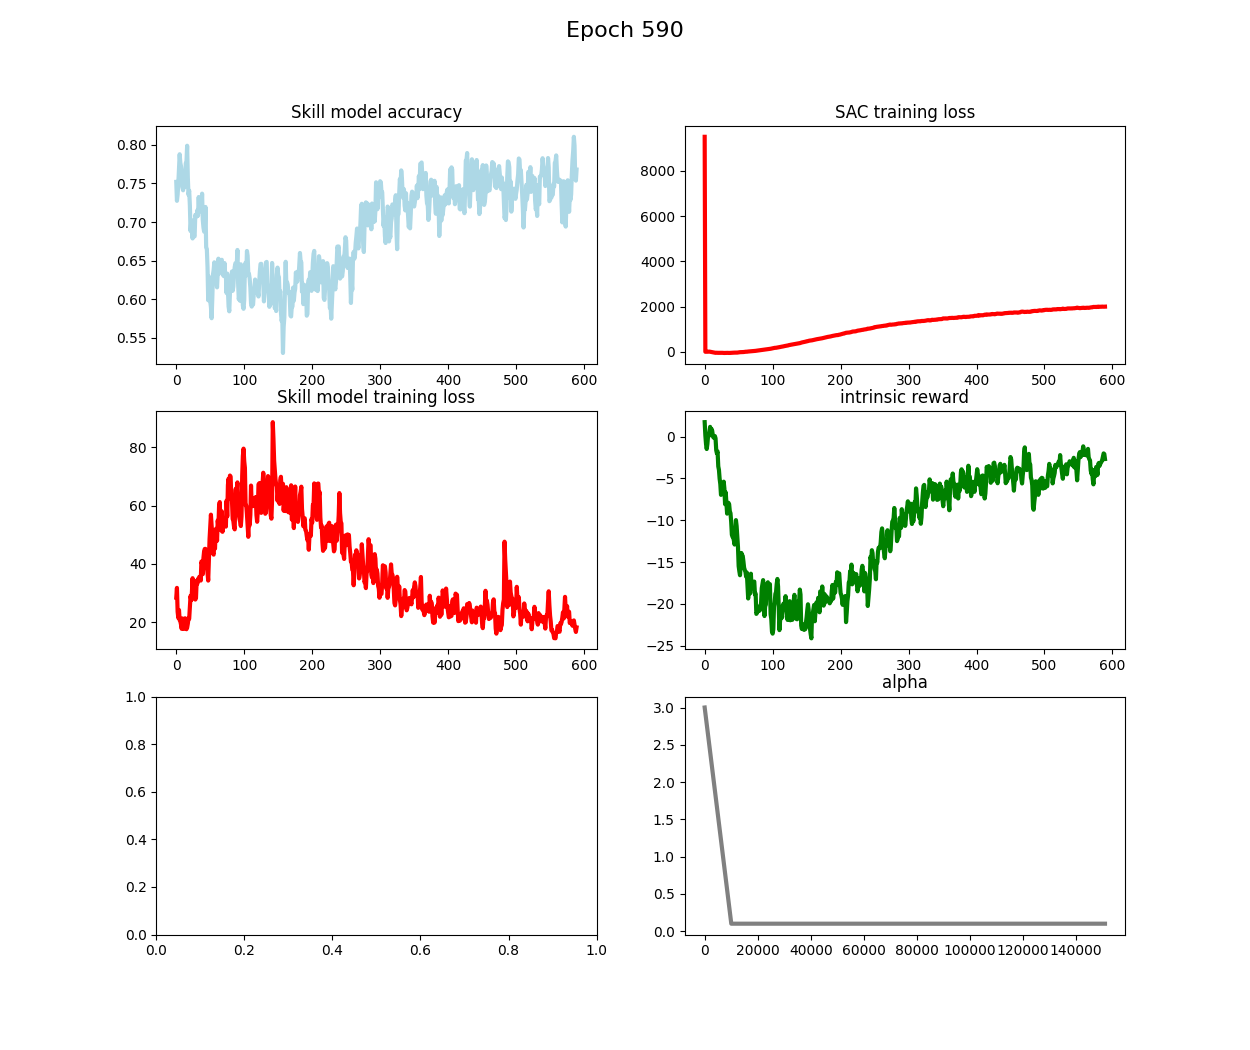 Epoch 590
Skill model accuracy
0.80
0.75
0.70
0.65
0.60
0.55
0 100 200 300 400 500 600
SAC training loss
8000
6000
4000
2000
0
0 100 200 300 400 500 600
Skill model training loss
80
60
40
20
0 100 200 300 400 500 600
intrinsic reward
0
−5
−10
−15
−20
−25
0 100 200 300 400 500 600
1.0
0.8
0.6
0.4
0.2
0.0
0.0 0.2 0.4 0.6 0.8 1.0
alpha
3.0
2.5
2.0
1.5
1.0
0.5
0.0
0 20000 40000 60000 80000 100000 120000 140000